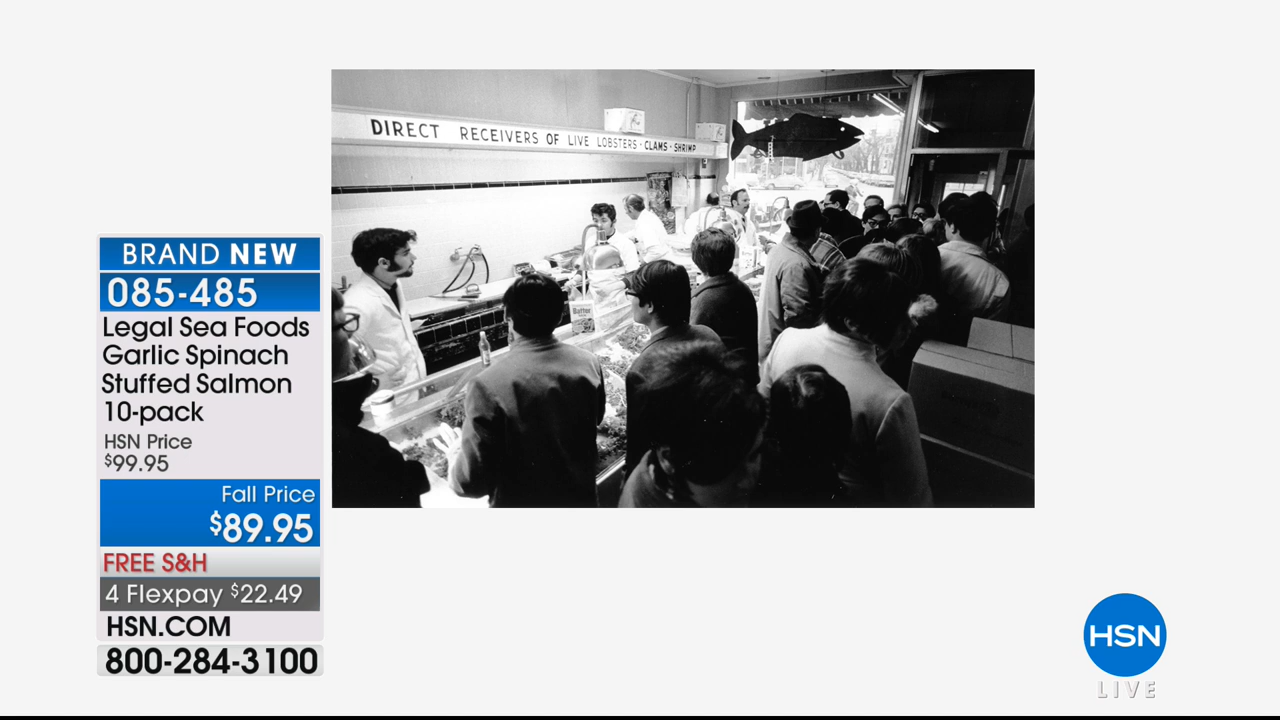 DIRECT RECEIVERS OF LIVE LOBSTERS · CLAMS · SHRIMP
Butter
BRAND NEW
085-485
Legal Sea Foods
Garlic Spinach
Stuffed Salmon
10-pack
HSN Price
$99.95
Fall Price
$89.95
FREE S&H
4 Flexpay $22.49
HSN.COM
800-284-3100
HSN
LIVE